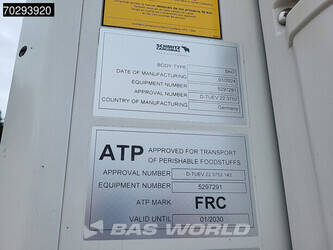 70293920
SCHMITZ
CARGOBULL
BODY TYPE
DATE OF MANUFACTURING 01/2024
EQUIPMENT NUMBER 5297291
APPROVAL NUMBER
COUNTRY OF MANUFACTURING Germany
ATP APPROVED FOR TRANSPORT
OF PERISHABLE FOODSTUFFS
APPROVAL NUMBER
EQUIPMENT NUMBER 5297291
ATP MARK FRC
VALID UNTIL 01/2030
BAS WORLD